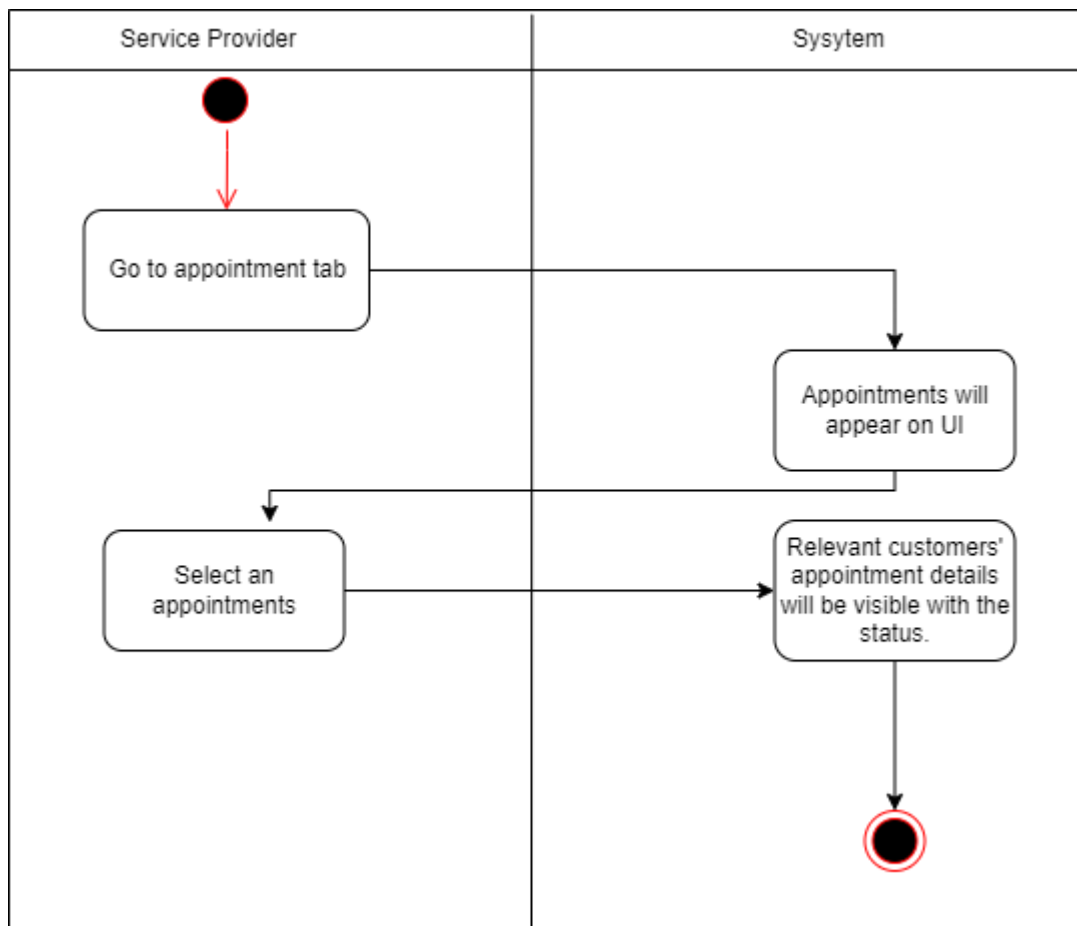 Service Provider
Sysytem
Go to appointment tab
Appointments will
appear on UI
Select an
appointments
Relevant customers'
appointment details
will be visible with the
status.